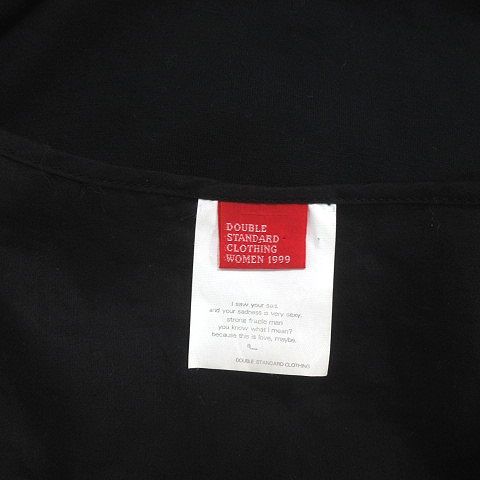 DOUBLE
STANDARD
CLOTHING
WOMEN 1999
I saw your sad.
and your sadness is very sexy.
strong fragile man
you know what I mean?
because this is love, maybe.
DOUBLE STANDARD CLOTHING